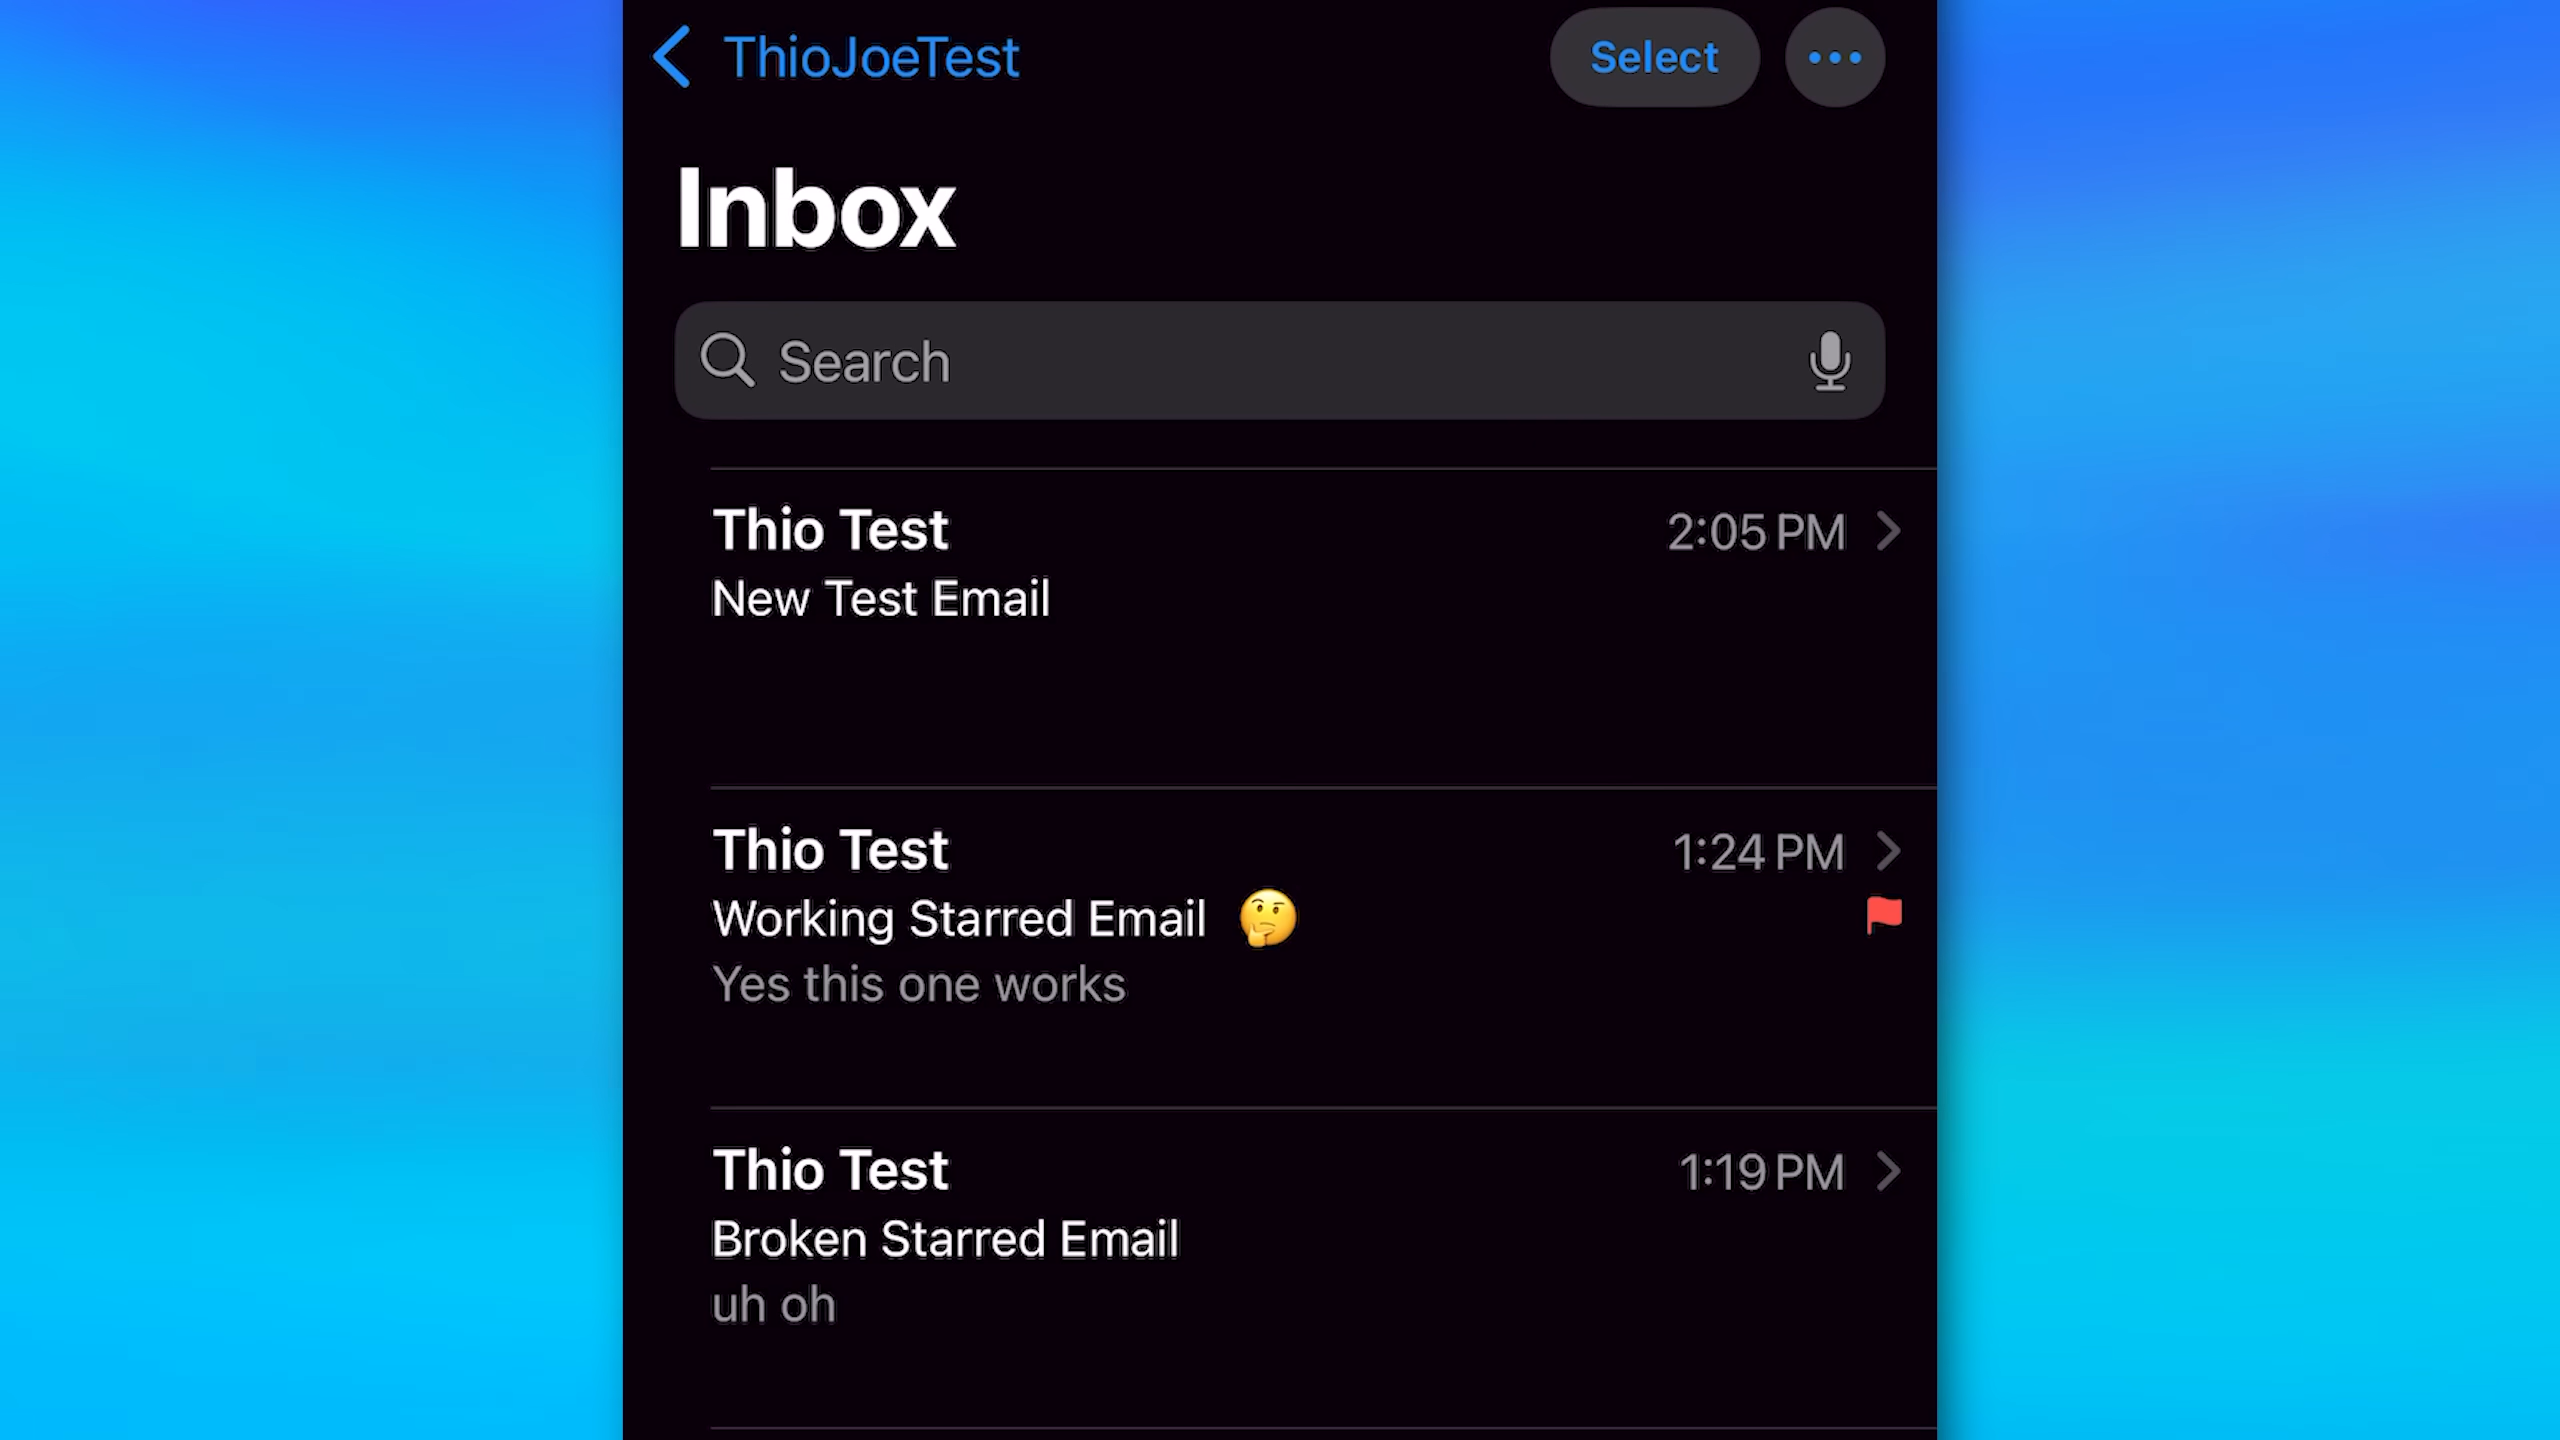 ThioJoeTest
Select
Inbox
Search
Thio Test
2:05 PM
New Test Email
Thio Test
1:24 PM
Working Starred Email 🤔
Yes this one works
Thio Test
1:19 PM
Broken Starred Email
uh oh